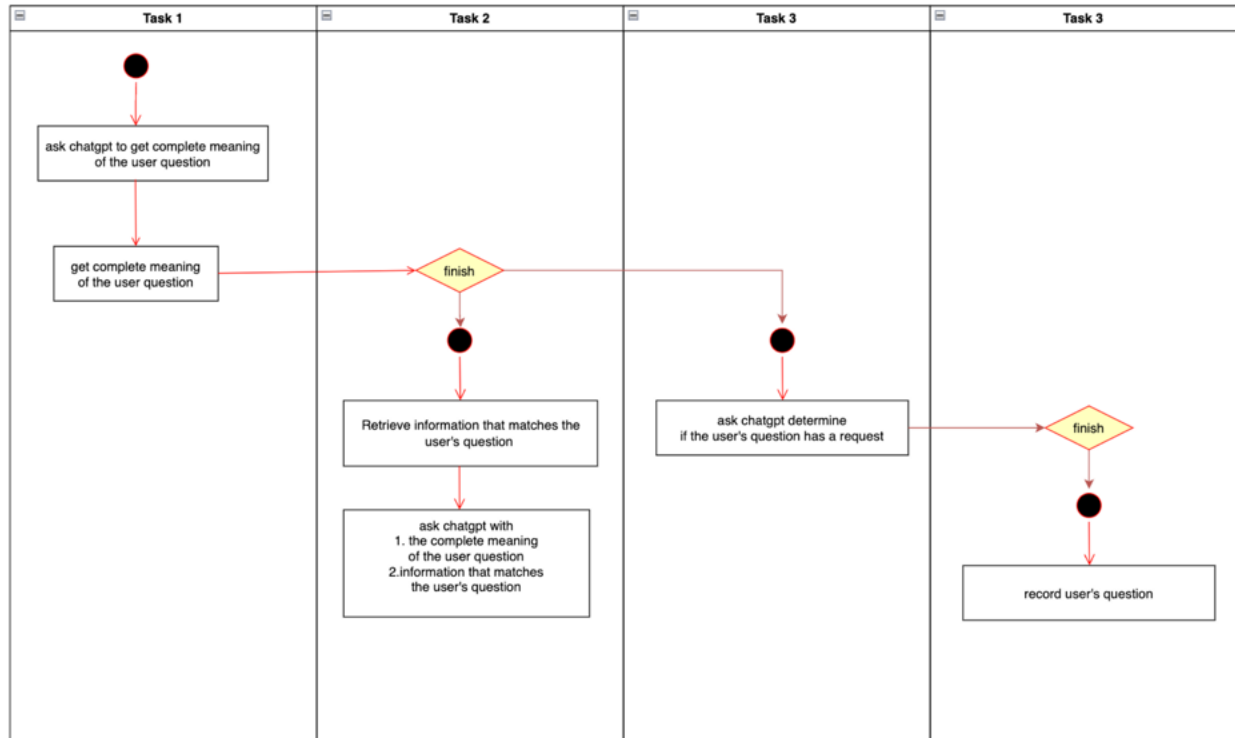 Task 1
Task 2
Task 3
Task 3
ask chatgpt to get complete meaning
of the user question
get complete meaning
of the user question
finish
Retrieve information that matches the
user's question
ask chatgpt with
1. the complete meaning
of the user question
2.information that matches
the user's question
ask chatgpt determine
if the user's question has a request
finish
record user's question